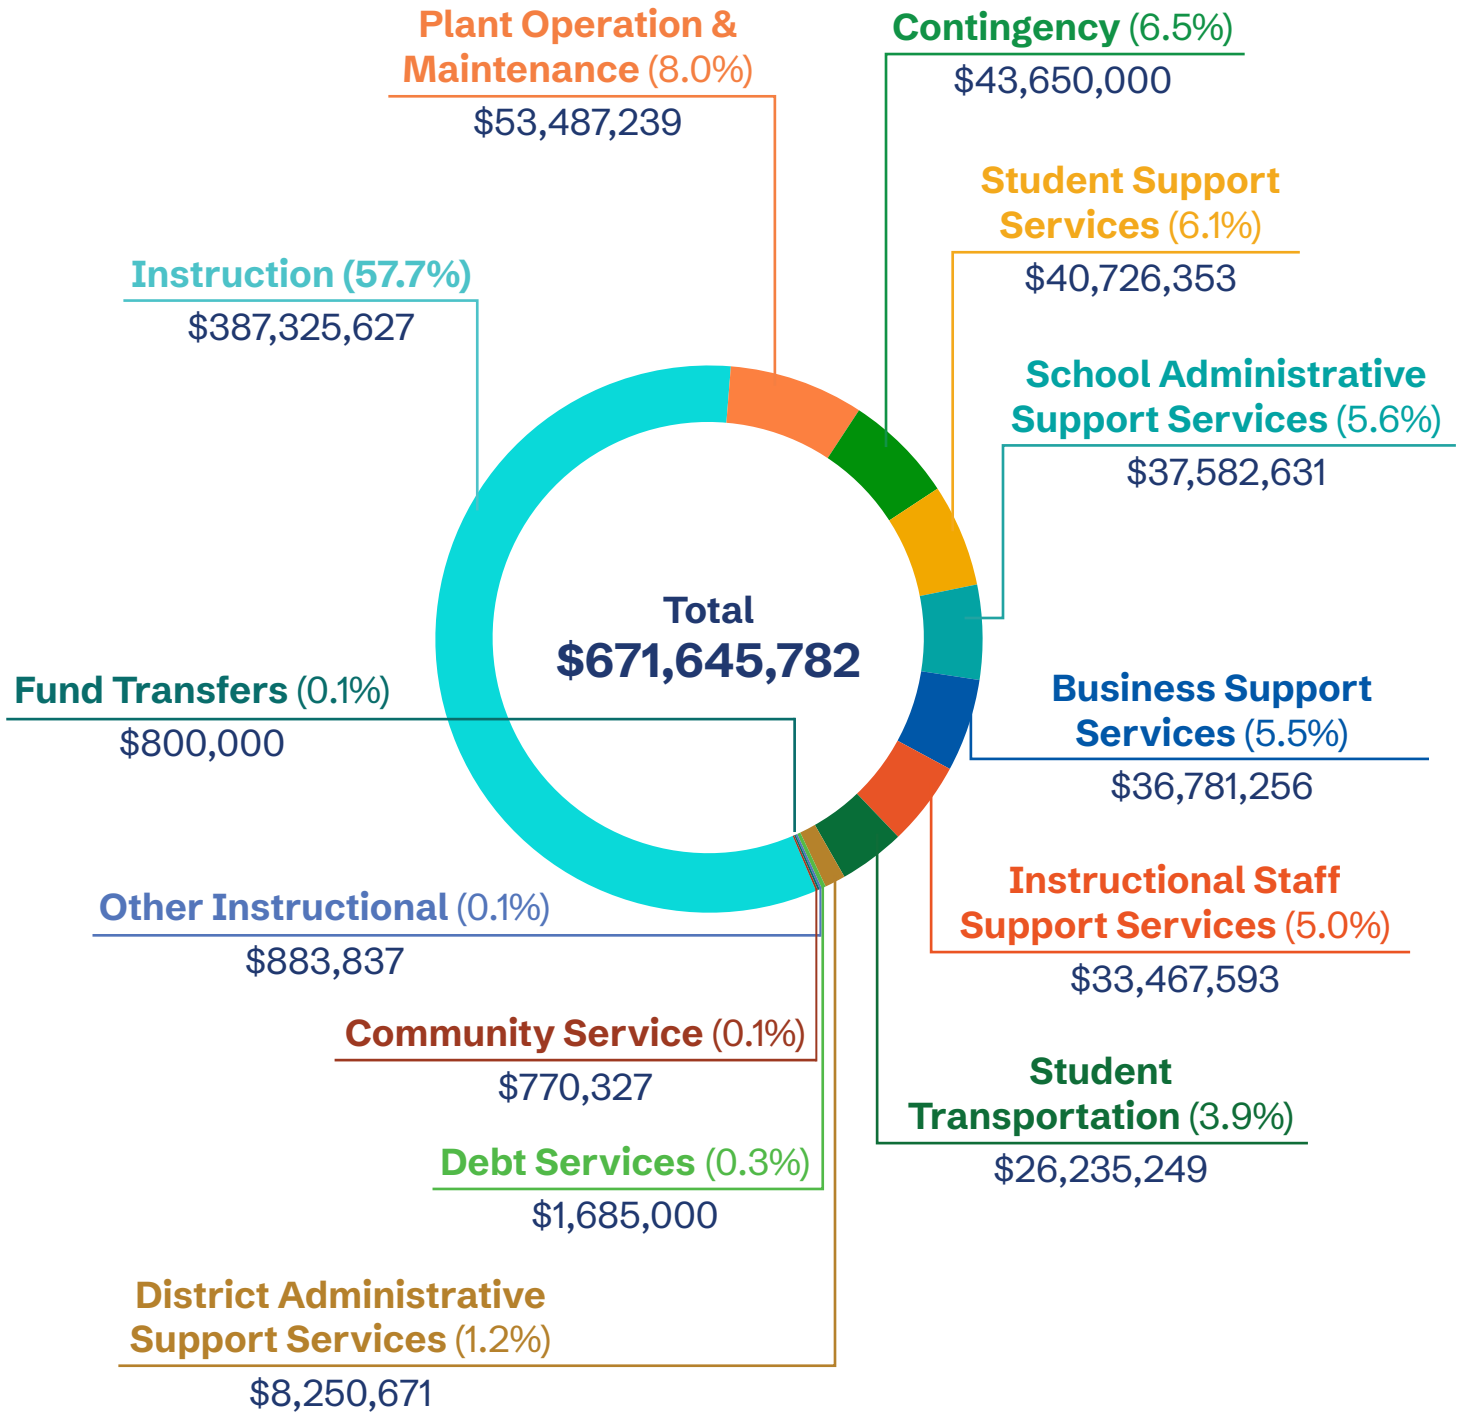 Plant Operation &
Maintenance (8.0%)
$53,487,239
Contingency (6.5%)
$43,650,000
Student Support
Services (6.1%)
$40,726,353
Instruction (57.7%)
$387,325,627
School Administrative
Support Services (5.6%)
$37,582,631
Total
$671,645,782
Fund Transfers (0.1%)
$800,000
Business Support
Services (5.5%)
$36,781,256
Instructional Staff
Support Services (5.0%)
$33,467,593
Other Instructional (0.1%)
$883,837
Community Service (0.1%)
$770,327
Student
Transportation (3.9%)
$26,235,249
Debt Services (0.3%)
$1,685,000
District Administrative
Support Services (1.2%)
$8,250,671